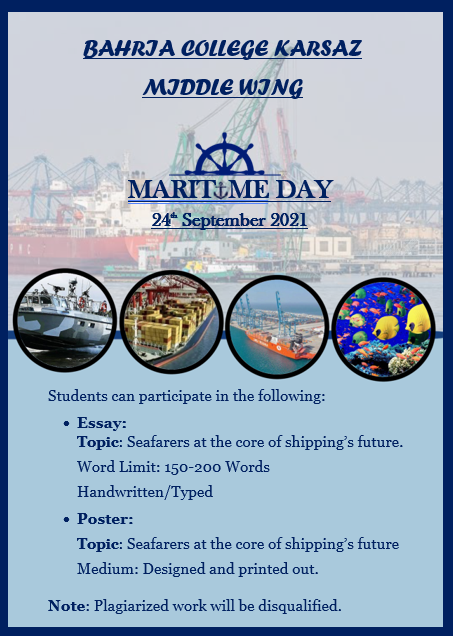 BAHRIA COLLEGE KARSAZ
MIDDLE WING
MARITIME DAY
24th September 2021
Students can participate in the following:
• Essay:
Topic: Seafarers at the core of shipping's future.
Word Limit: 150-200 Words
Handwritten/Typed
• Poster:
Topic: Seafarers at the core of shipping's future
Medium: Designed and printed out.
Note: Plagiarized work will be disqualified.